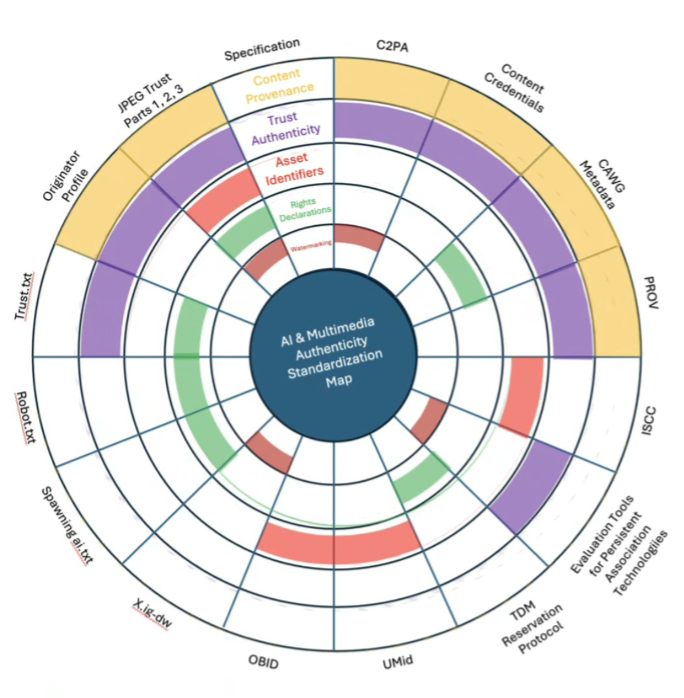 Specification
C2PA
Content
Credentials
CAWG
Metadata
PROV
ISCC
Evaluation Tools
for Persistent
Association
Technologiies
TDM
Reservation
Protocol
UMid
OBID
X.ig-dw
Spawning ai.txt
Robot.txt
Trust.txt
Originator
Profile
JPEG Trust
Parts 1, 2, 3
Content
Provenance
Trust
Authenticity
Asset
Identifiers
Rights
Declarations
Watermarking
AI & Multimedia
Authenticity
Standardization
Map